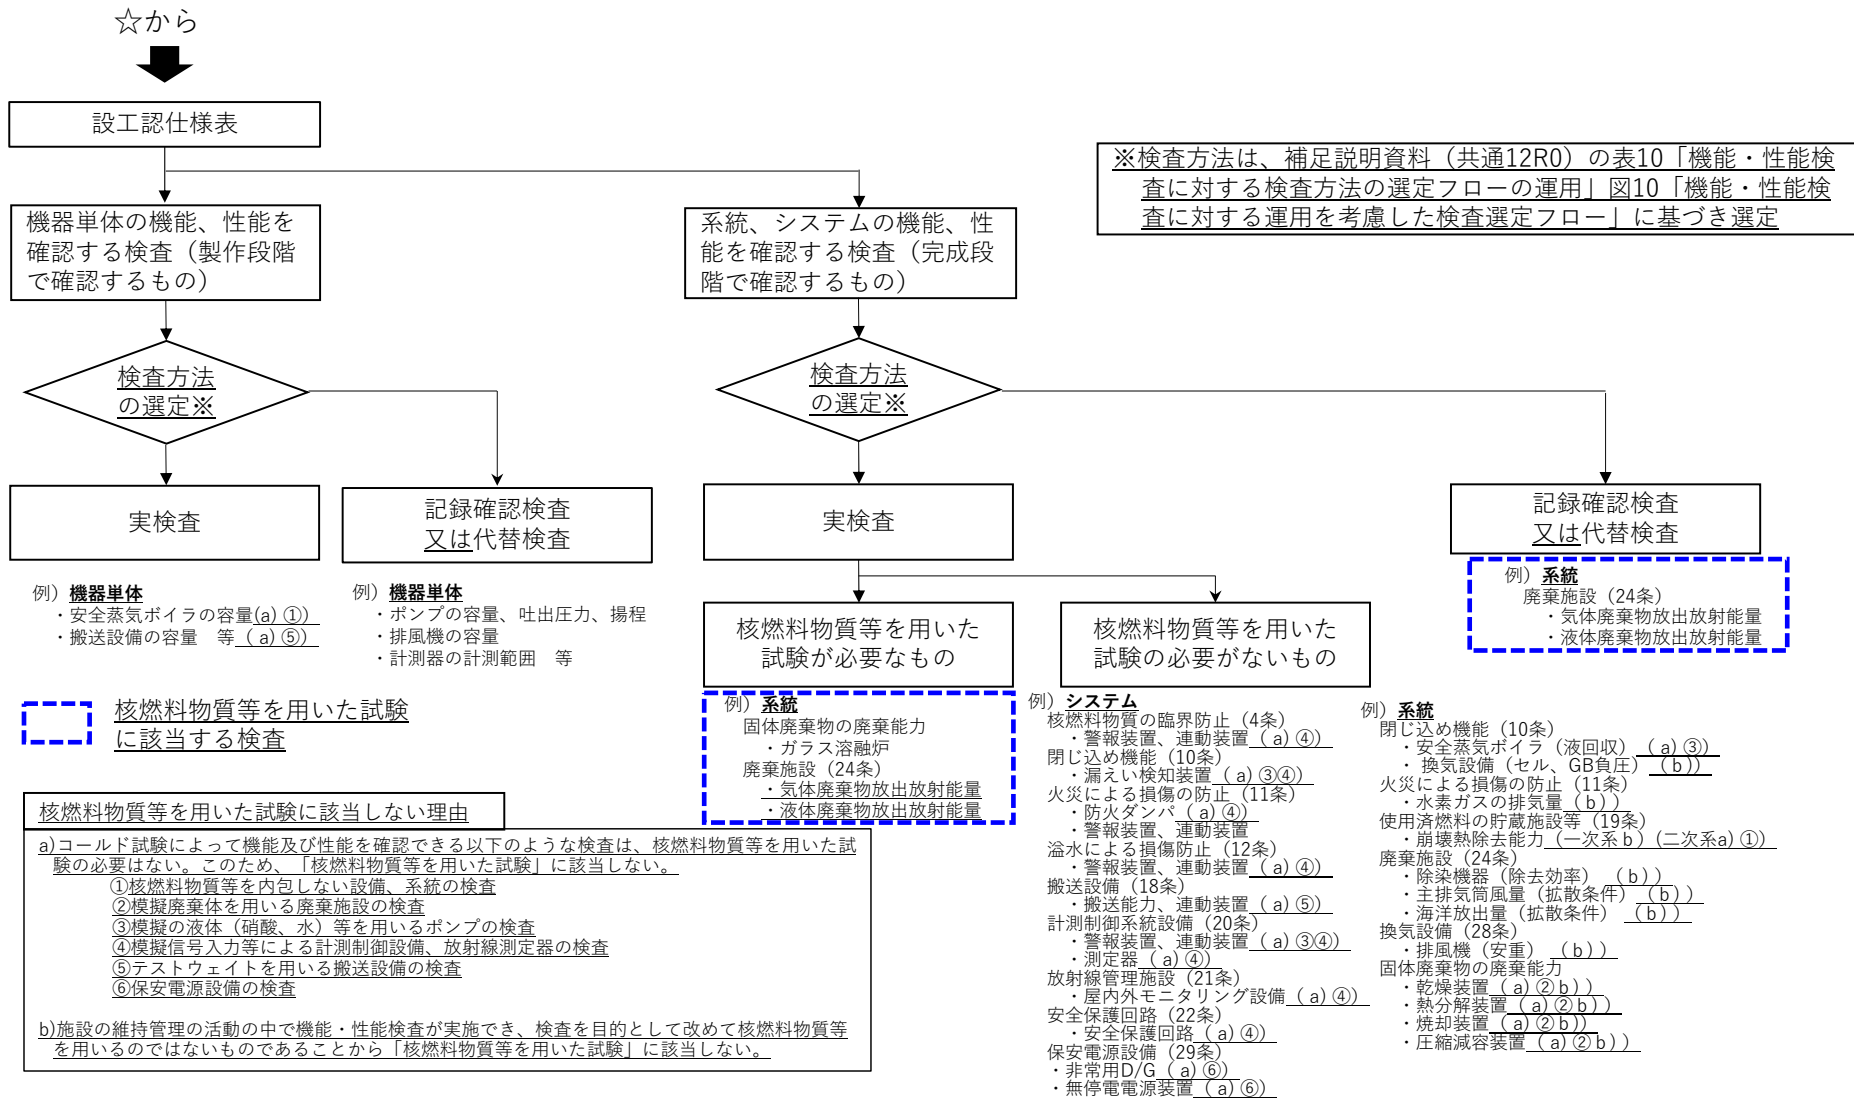 ☆から
設工認仕様表
※検査方法は、補足説明資料（共通12R0）の表10「機能・性能検
査に対する検査方法の選定フローの運用」図10「機能・性能検
査に対する運用を考慮した検査選定フロー」に基づき選定
機器単体の機能、性能を
確認する検査（製作段階
で確認するもの）
系統、システムの機能、性
能を確認する検査（完成段
階で確認するもの）
検査方法
の選定※
検査方法
の選定※
実検査
記録確認検査
又は代替検査
実検査
記録確認検査
又は代替検査
例）機器単体
・安全蒸気ボイラの容量(a) ①）
・搬送設備の容量　等（ a) ⑤）
例）機器単体
・ポンプの容量、吐出圧力、揚程
・排風機の容量
・計測器の計測範囲　等
核燃料物質等を用いた
試験が必要なもの
核燃料物質等を用いた
試験の必要がないもの
例）系統
廃棄施設（24条）
・気体廃棄物放出放射能量
・液体廃棄物放出放射能量
核燃料物質等を用いた試験
に該当する検査
例）系統
固体廃棄物の廃棄能力
・ガラス溶融炉
廃棄施設（24条）
・気体廃棄物放出放射能量
・液体廃棄物放出放射能量
核燃料物質等を用いた試験に該当しない理由
a)コールド試験によって機能及び性能を確認できる以下のような検査は、核燃料物質等を用いた試
験の必要はない。このため、「核燃料物質等を用いた試験」に該当しない。
①核燃料物質等を内包しない設備、系統の検査
②模擬廃棄体を用いる廃棄施設の検査
③模擬の液体（硝酸、水）等を用いるポンプの検査
④模擬信号入力等による計測制御設備、放射線測定器の検査
⑤テストウェイトを用いる搬送設備の検査
⑥保安電源設備の検査
b)施設の維持管理の活動の中で機能・性能検査が実施でき、検査を目的として改めて核燃料物質等
を用いるのではないものであることから「核燃料物質等を用いた試験」に該当しない。
例）システム
核燃料物質の臨界防止（4条）
・警報装置、連動装置（ a) ④）
閉じ込め機能（10条）
・漏えい検知装置（ a) ③④）
火災による損傷の防止（11条）
・防火ダンパ（ a) ④）
・警報装置、連動装置
溢水による損傷防止（12条）
・警報装置、連動装置（ a) ④）
搬送設備（18条）
・搬送能力、連動装置（ a) ⑤）
計測制御系統設備（20条）
・警報装置、連動装置（ a) ③④）
・測定器（ a) ④）
放射線管理施設（21条）
・屋内外モニタリング設備（ a) ④）
安全保護回路（22条）
・安全保護回路（ a) ④）
保安電源設備（29条）
・非常用D/G（ a) ⑥）
・無停電電源装置（ a) ⑥）
例）系統
閉じ込め機能（10条）
・安全蒸気ボイラ（液回収）（ a) ③）
・ 換気設備（セル、GB負圧）（b)）
火災による損傷の防止（11条）
・水素ガスの排気量（ b)）
使用済燃料の貯蔵施設等（19条）
・崩壊熱除去能力（一次系 b ）(二次系a) ①）
廃棄施設（24条）
・除染機器（除去効率）（ b ) ）
・主排気筒風量（拡散条件）（ b ) ）
・海洋放出量（拡散条件）（ b ) ）
換気設備（28条）
・排風機（安重）（ b ) ）
固体廃棄物の廃棄能力
・乾燥装置（ a) ② b ) ）
・熱分解装置（ a) ② b ) ）
・焼却装置（ a) ② b )）
・圧縮減容装置（ a) ② b ) ）